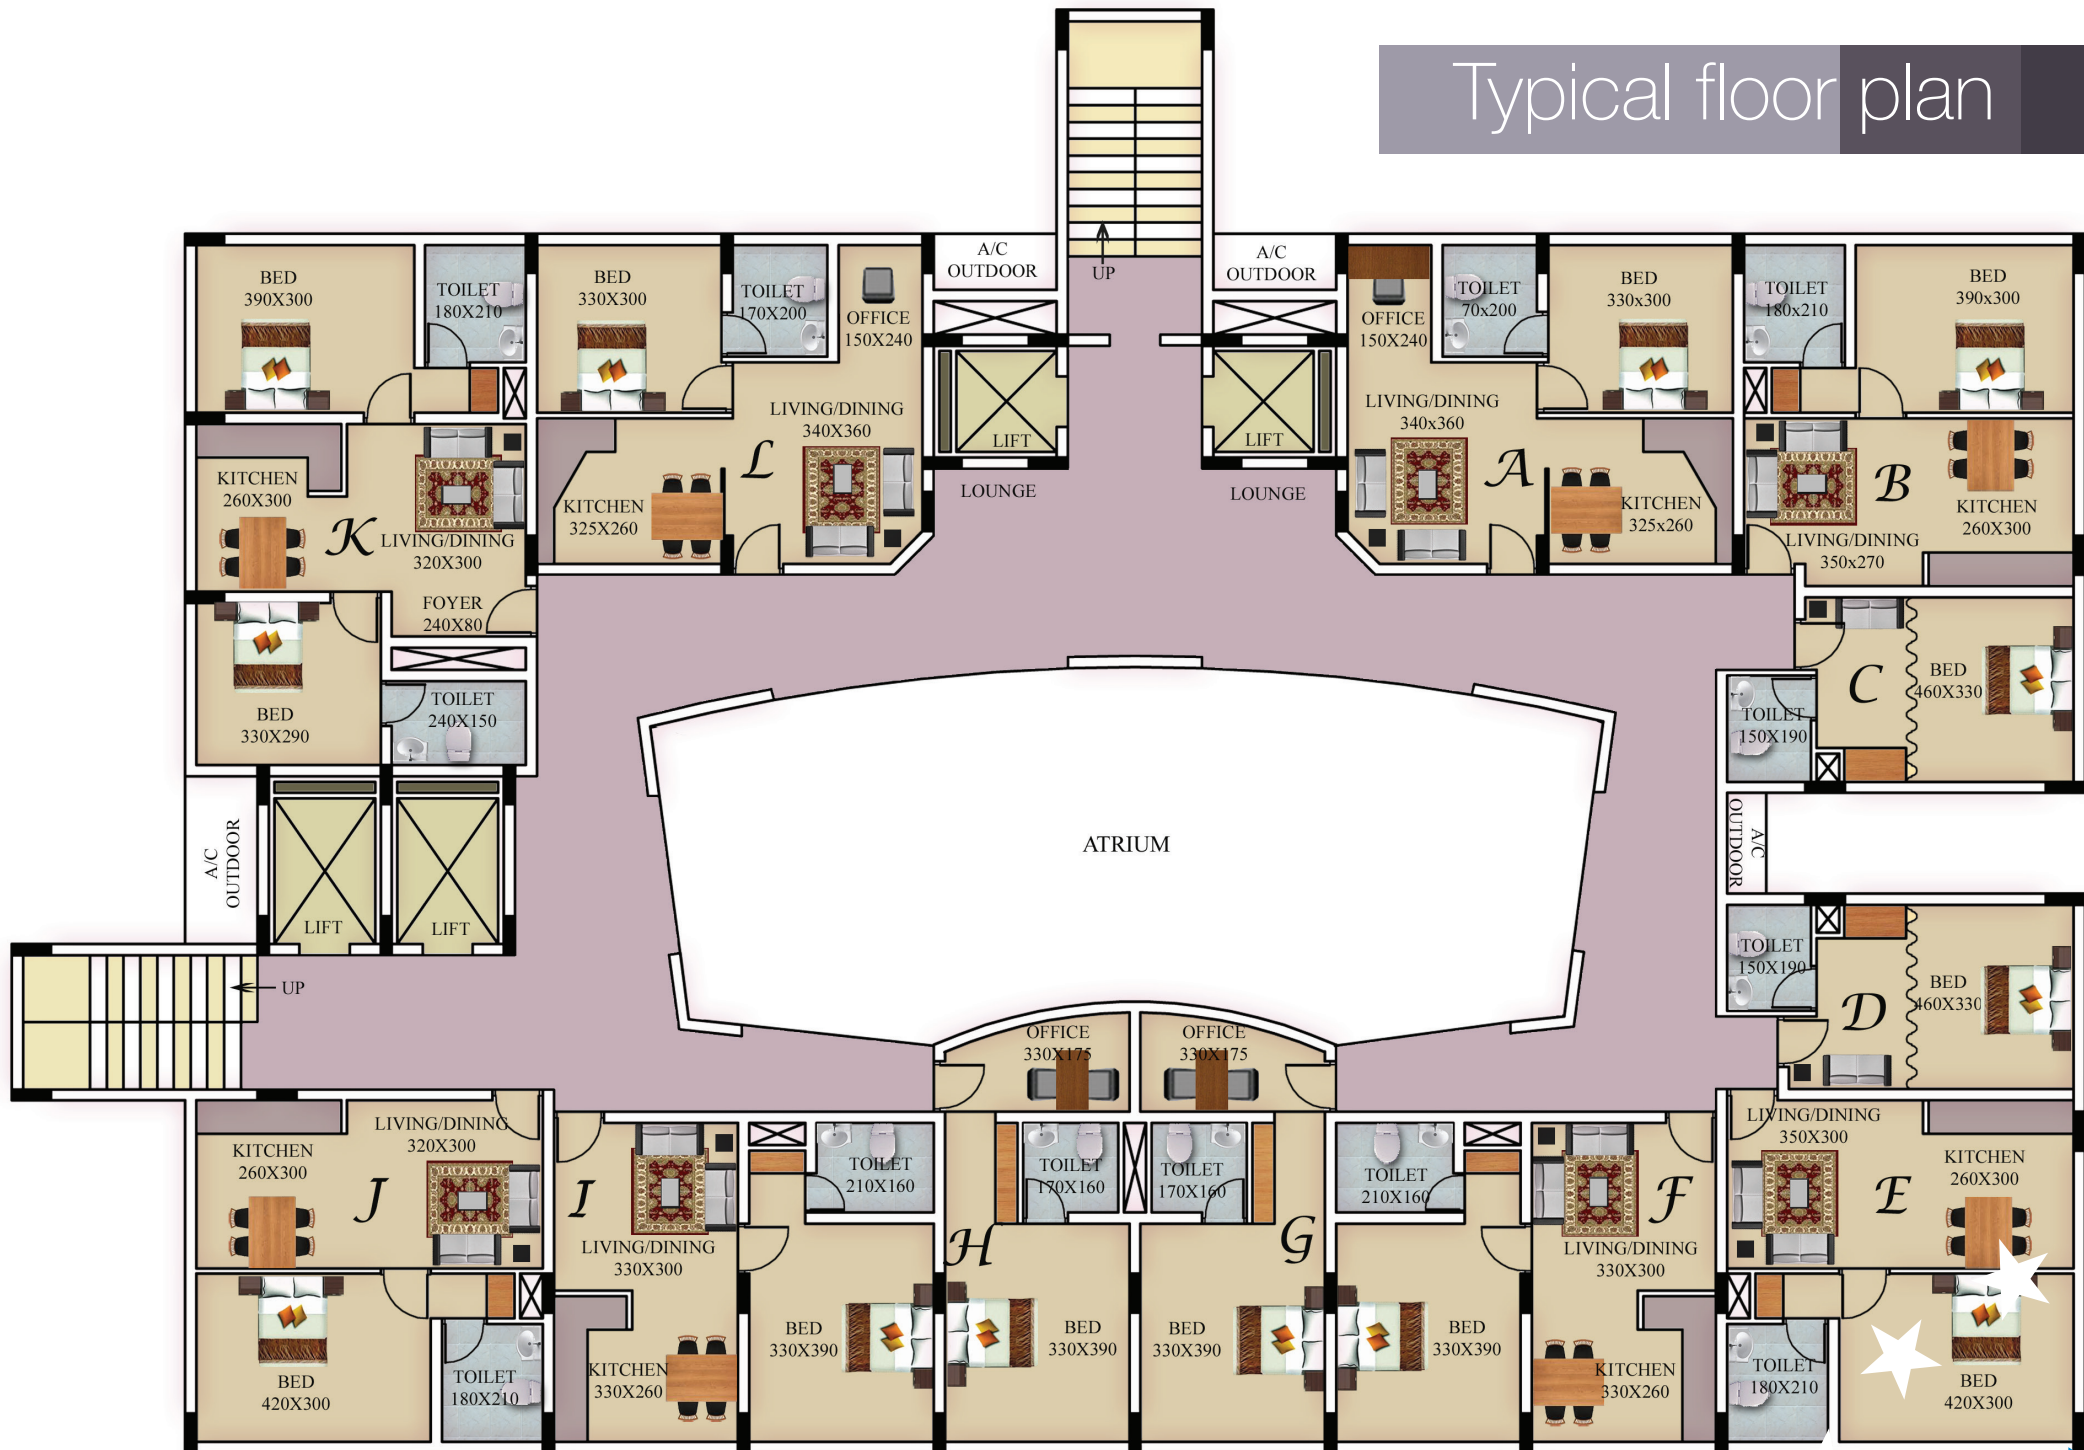 Typical floor plan
BED
390X300
TOILET
180X210
BED
330X300
TOILET
170X200
OFFICE
150X240
A/C
OUTDOOR
UP
A/C
OUTDOOR
OFFICE
150X240
TOILET
70x200
BED
330x300
TOILET
180x210
BED
390x300
LIVING/DINING
340X360
LIFT
LIFT
LIVING/DINING
340x360
KITCHEN
260X300
K
LIVING/DINING
320X300
KITCHEN
325X260
L
LOUNGE
LOUNGE
A
KITCHEN
325x260
B
KITCHEN
260X300
LIVING/DINING
350x270
FOYER
240X80
BED
330X290
TOILET
240X150
C
BED
460X330
TOILET
150X190
A/C
OUTDOOR
LIFT
LIFT
ATRIUM
A/C
OUTDOOR
UP
TOILET
150X190
D
BED
460X330
OFFICE
330X175
OFFICE
330X175
LIVING/DINING
320X300
KITCHEN
260X300
J
I
LIVING/DINING
330X300
TOILET
210X160
TOILET
170X160
TOILET
170X160
TOILET
210X160
H
G
F
LIVING/DINING
330X300
LIVING/DINING
350X300
KITCHEN
260X300
E
BED
420X300
TOILET
180X210
KITCHEN
330X260
BED
330X390
BED
330X390
BED
330X390
BED
330X390
KITCHEN
330X260
TOILET
180X210
BED
420X300